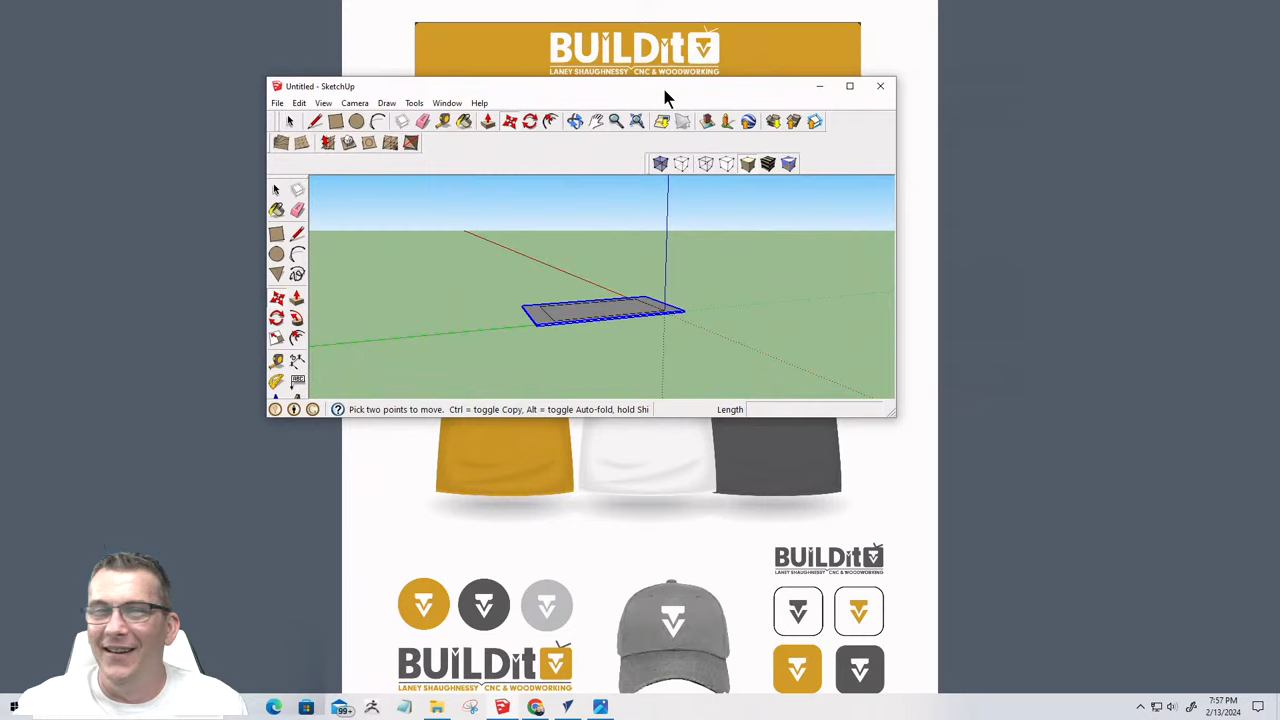 BUILDit
LANEY SHAUGHNESSY CNC & WOODWORKING
Untitled - SketchUp
File Edit View Camera Draw Tools Window Help
Pick two points to move. Ctrl = toggle Copy, Alt = toggle Auto-fold, hold Shi
Length
BUILDit
LANEY SHAUGHNESSY CNC & WOODWORKING
BUILDit
LANEY SHAUGHNESSY CNC & WOODWORKING
99+
7:57 PM
2/13/2024